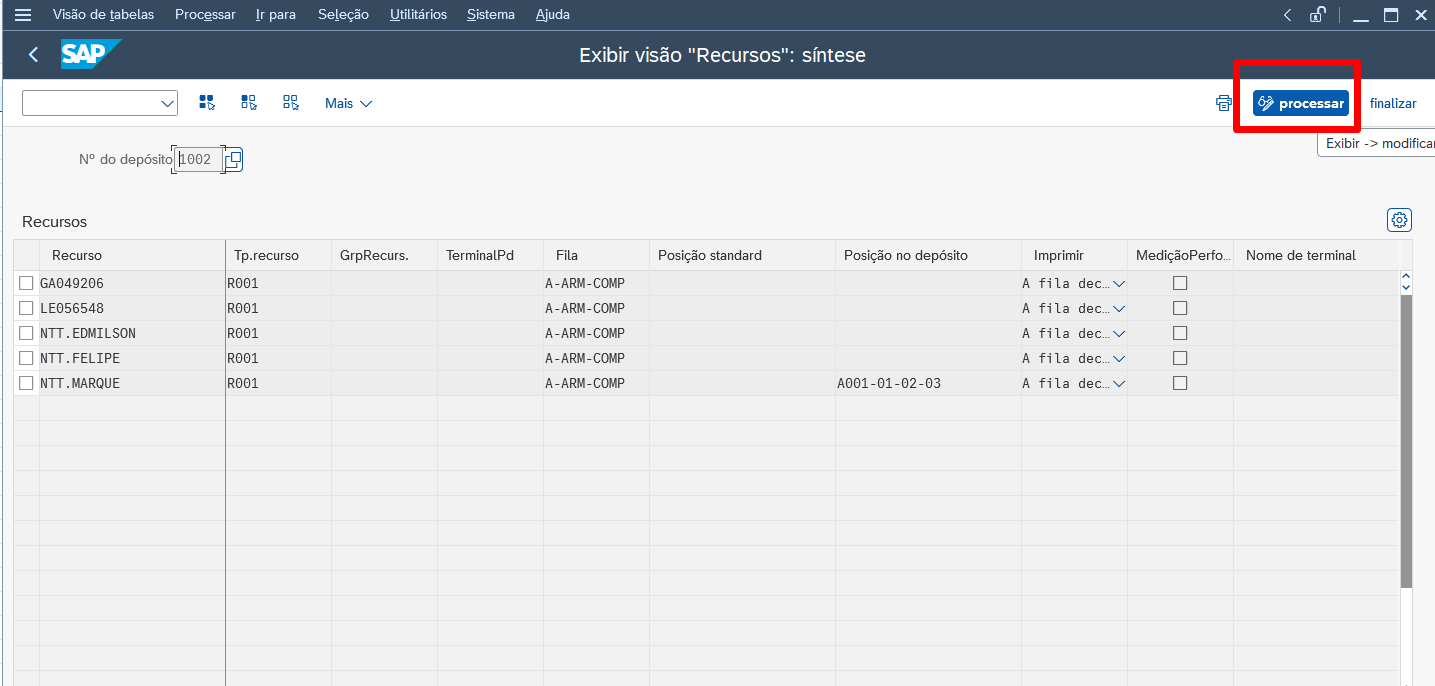 Visão de tabelas Processar Ir para Seleção Utilitários Sistema Ajuda
SAP Exibir visão "Recursos": síntese
Mais processar finalizar
Exibir -> modificar
Nº do depósito 1002
Recursos
Recurso Tp.recurso GrpRecurs. TerminalPd Fila Posição standard Posição no depósito Imprimir MediçãoPerfo... Nome de terminal
GA049206 R001 A-ARM-COMP A fila dec...
LE056548 R001 A-ARM-COMP A fila dec...
NTT.EDMILSON R001 A-ARM-COMP A fila dec...
NTT.FELIPE R001 A-ARM-COMP A fila dec...
NTT.MARQUE R001 A-ARM-COMP A001-01-02-03 A fila dec...